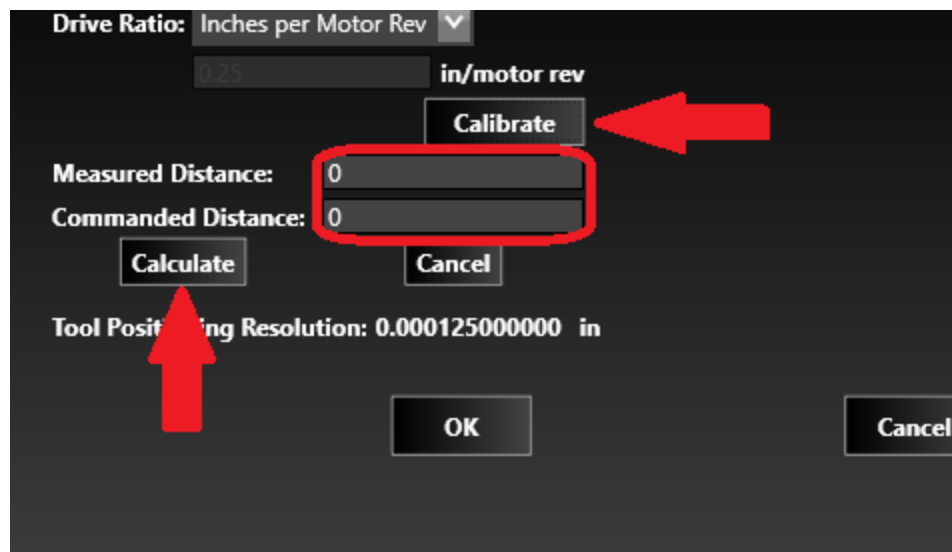 Drive Ratio: Inches per Motor Rev
0.25 in/motor rev
Calibrate
Measured Distance: 0
Commanded Distance: 0
Calculate Cancel
Tool Posit ing Resolution: 0.000125000000 in
OK Cancel